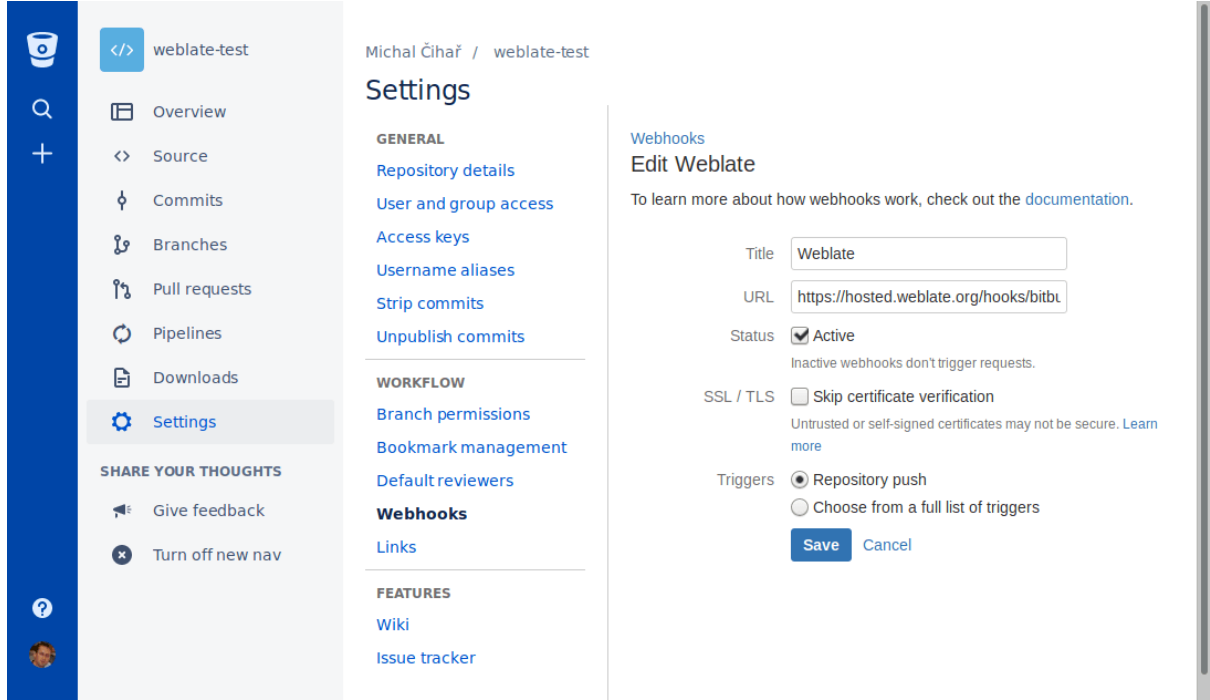 weblate-test
Overview
Source
Commits
Branches
Pull requests
Pipelines
Downloads
Settings
SHARE YOUR THOUGHTS
Give feedback
Turn off new nav
Michal Čihař / weblate-test
Settings
GENERAL
Repository details
User and group access
Access keys
Username aliases
Strip commits
Unpublish commits
WORKFLOW
Branch permissions
Bookmark management
Default reviewers
Webhooks
Links
FEATURES
Wiki
Issue tracker
Webhooks
Edit Weblate
To learn more about how webhooks work, check out the documentation.
Title Weblate
URL https://hosted.weblate.org/hooks/bitbu
Status Active
Inactive webhooks don't trigger requests.
SSL / TLS Skip certificate verification
Untrusted or self-signed certificates may not be secure. Learn
more
Triggers Repository push
Choose from a full list of triggers
Save Cancel